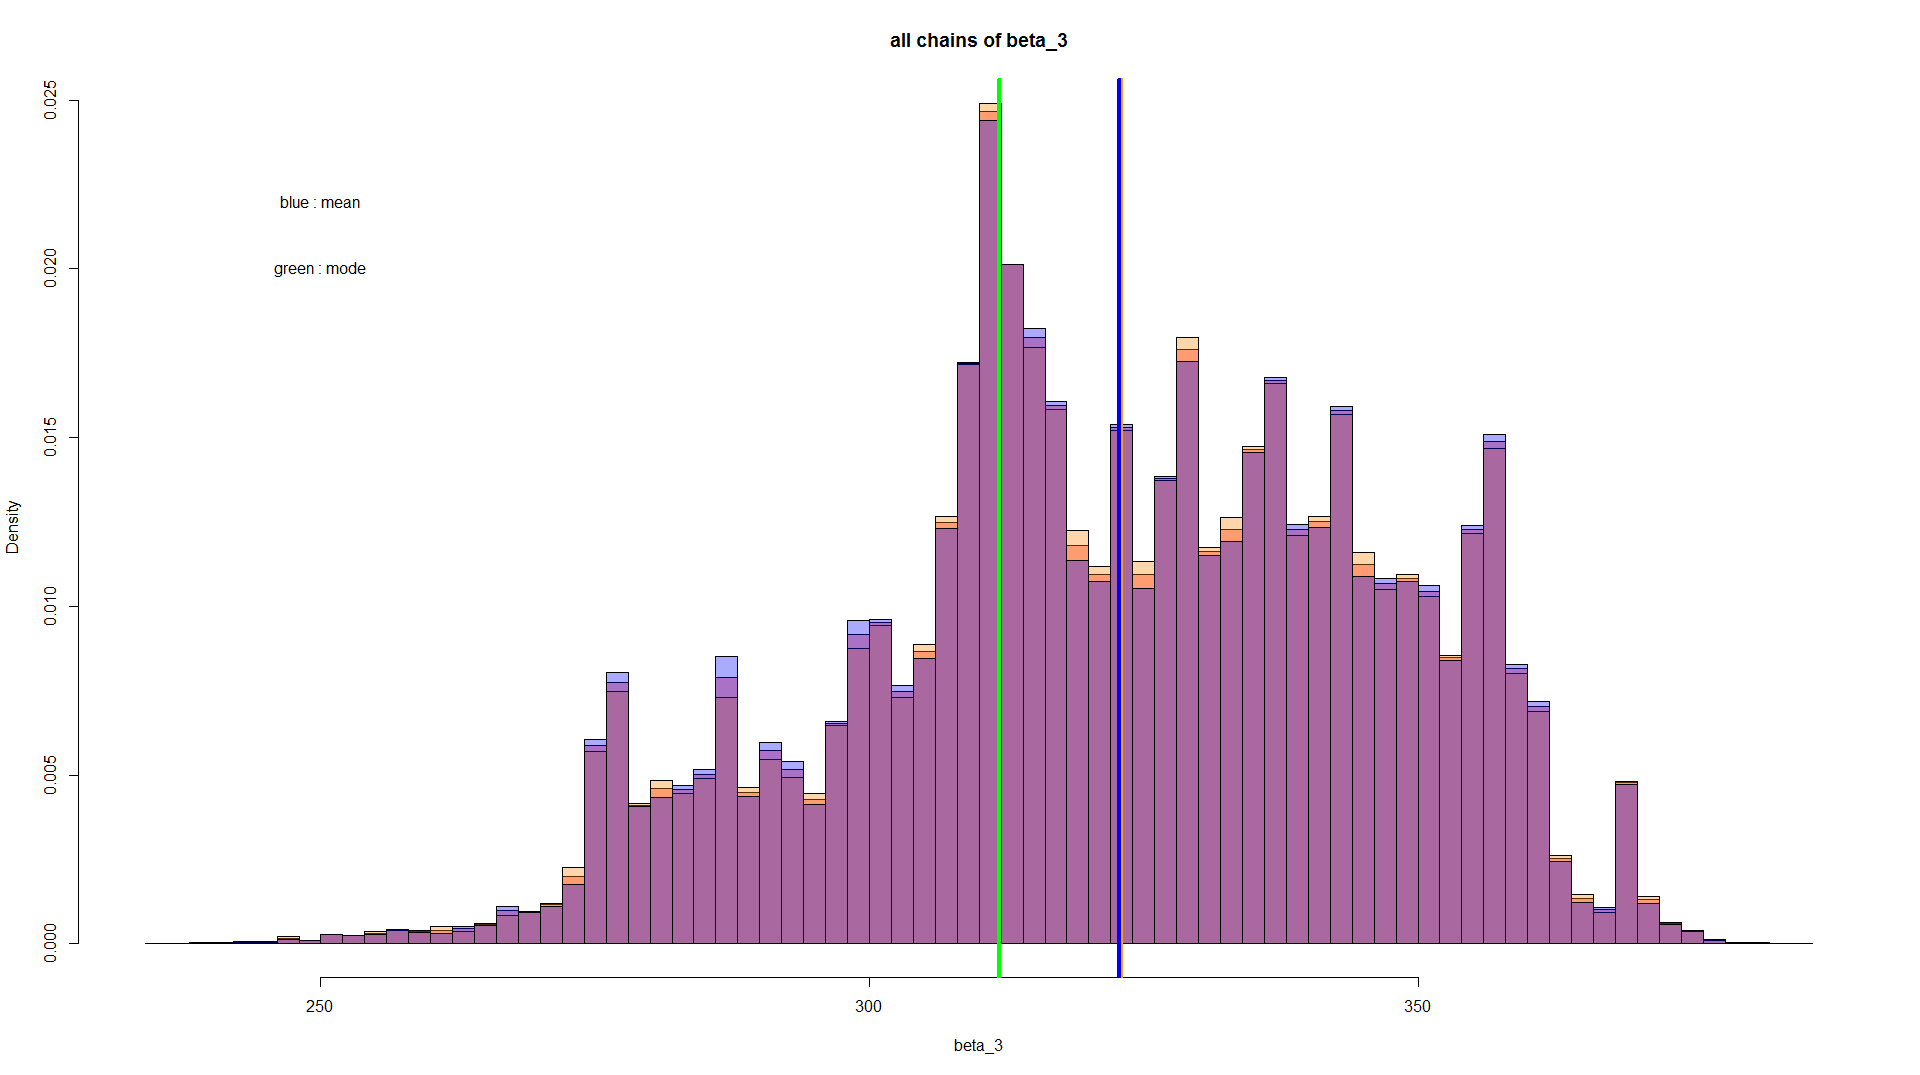 all chains of beta_3
0.025
0.020
0.015
0.010
0.005
0.000
Density
blue : mean
green : mode
250 300 350
beta_3